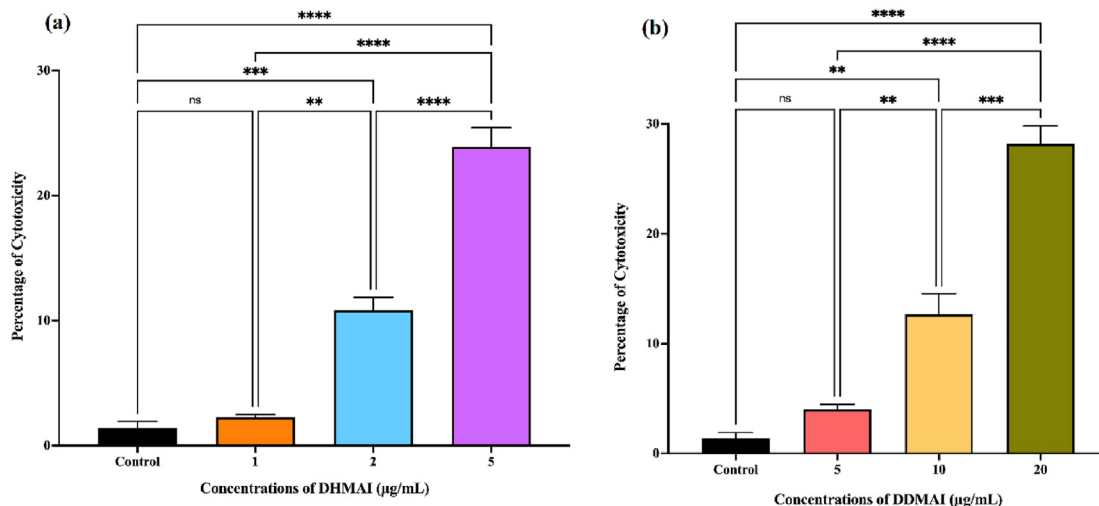 (a)
****
****
***
ns
**
****
30
20
10
0
Percentage of Cytotoxicity
Control 1 2 5
Concentrations of DHMAI (µg/mL)
(b)
****
****
**
ns
**
***
30
20
10
0
Percentage of Cytotoxicity
Control 5 10 20
Concentrations of DDMAI (µg/mL)